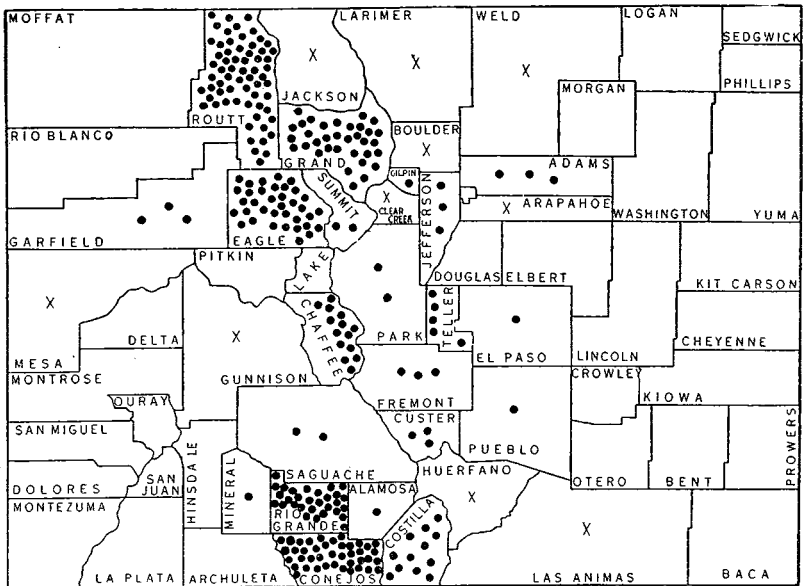 MOFFAT
LARIMER
WELD
LOGAN
SEDGWICK
PHILLIPS
X
X
X
JACKSON
MORGAN
ROUTT
RIO BLANCO
BOULDER
X
GRAND
ADAMS
GILPIN
SUMMIT
X
CLEAR
CREEK
JEFFERSON
X
ARAPAHOE
WASHINGTON
YUMA
GARFIELD
EAGLE
PITKIN
LAKE
DOUGLAS
ELBERT
KIT CARSON
X
CHAFFEE
TELLER
DELTA
X
PARK
CHEYENNE
MESA
EL PASO
LINCOLN
MONTROSE
GUNNISON
CROWLEY
KIOWA
OURAY
FREMONT
CUSTER
SAN MIGUEL
PUEBLO
PROWERS
HINSDALE
MINERAL
SAGUACHE
HUERFANO
DOLORES
SAN
JUAN
ALAMOSA
OTERO
BENT
MONTEZUMA
RIO
GRANDE
COSTILLA
X
X
LA PLATA
ARCHULETA
CONEJOS
LAS ANIMAS
BACA